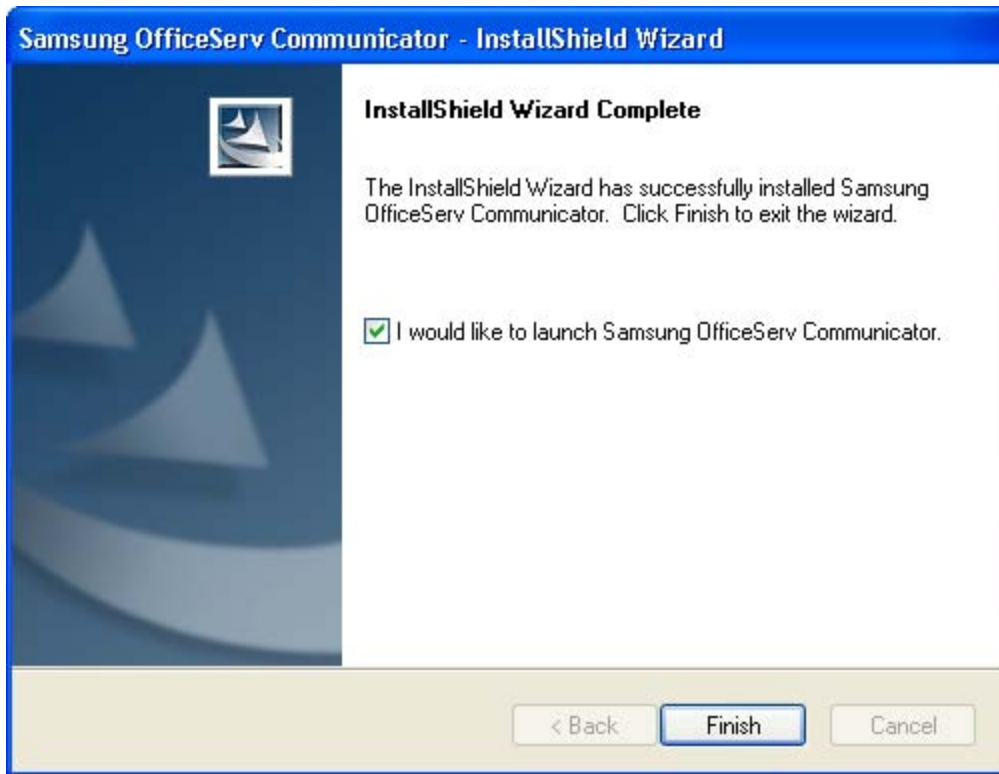 Samsung OfficeServ Communicator - InstallShield Wizard
InstallShield Wizard Complete
The InstallShield Wizard has successfully installed Samsung
OfficeServ Communicator. Click Finish to exit the wizard.
I would like to launch Samsung OfficeServ Communicator.
< Back Finish Cancel